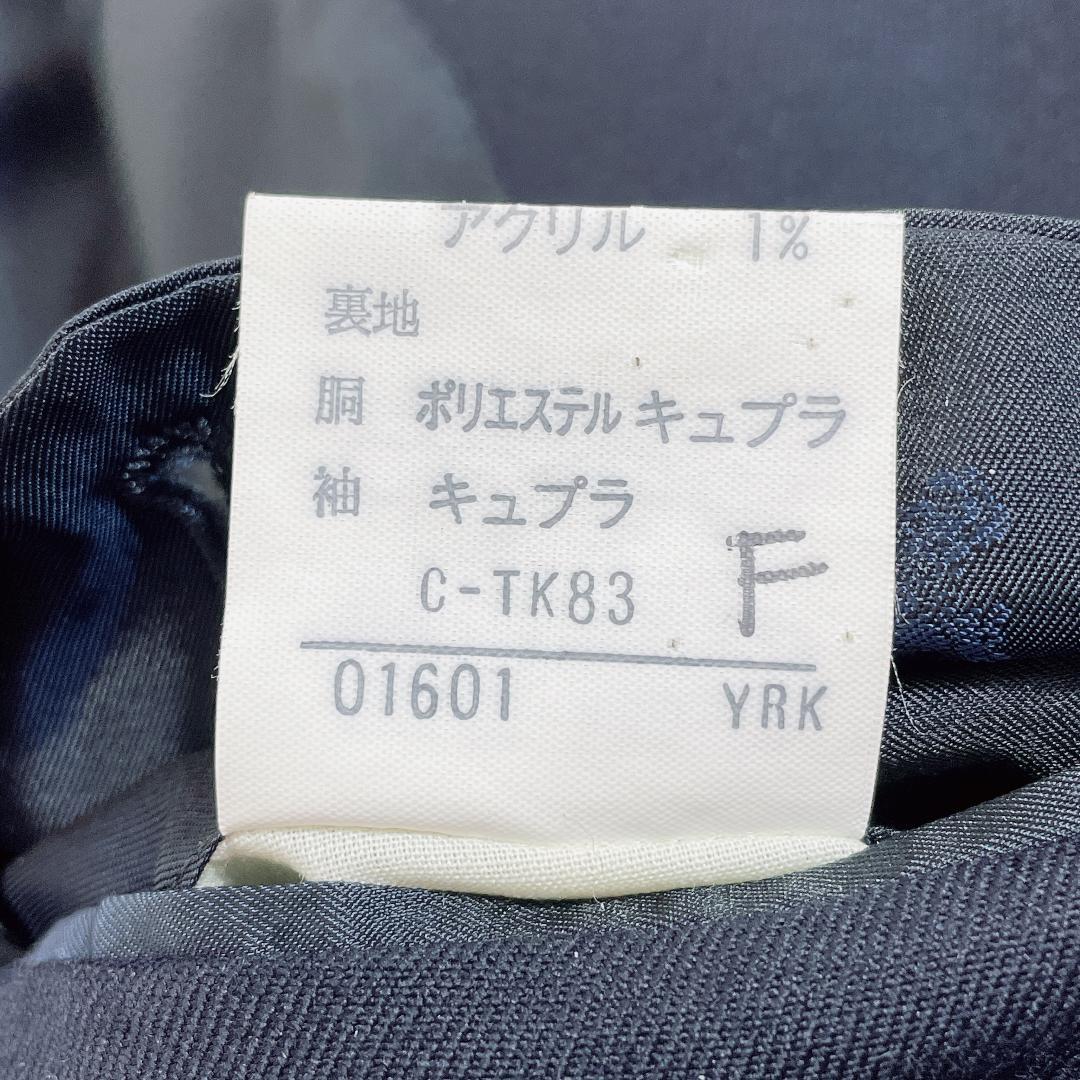 アクリル 1%
裏地
胴 ポリエステル キュプラ
袖 キュプラ
C-TK83 F
01601 YRK